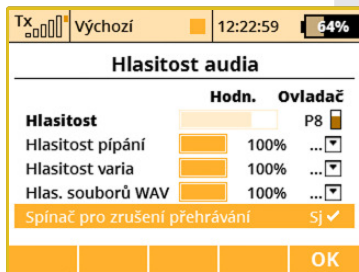 Tx Výchozí 12:22:59 64%
Hlasitost audia
Hodn. Ovladač
Hlasitost P8
Hlasitost pípání 100% ...
Hlasitost varia 100% ...
Hlas. souborů WAV 100% ...
Spínač pro zrušení přehrávání Sj
OK